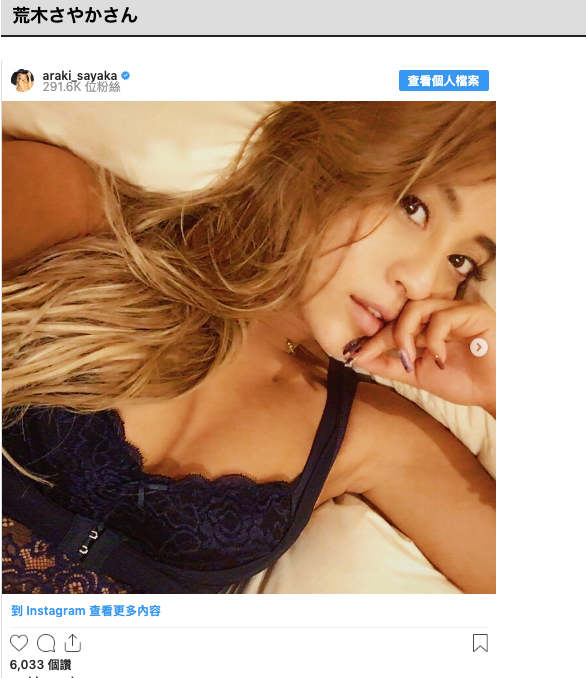 荒木さやかさん
araki_sayaka
291.6K 位粉絲
查看個人檔案
到 Instagram 查看更多內容
6,033 個讚